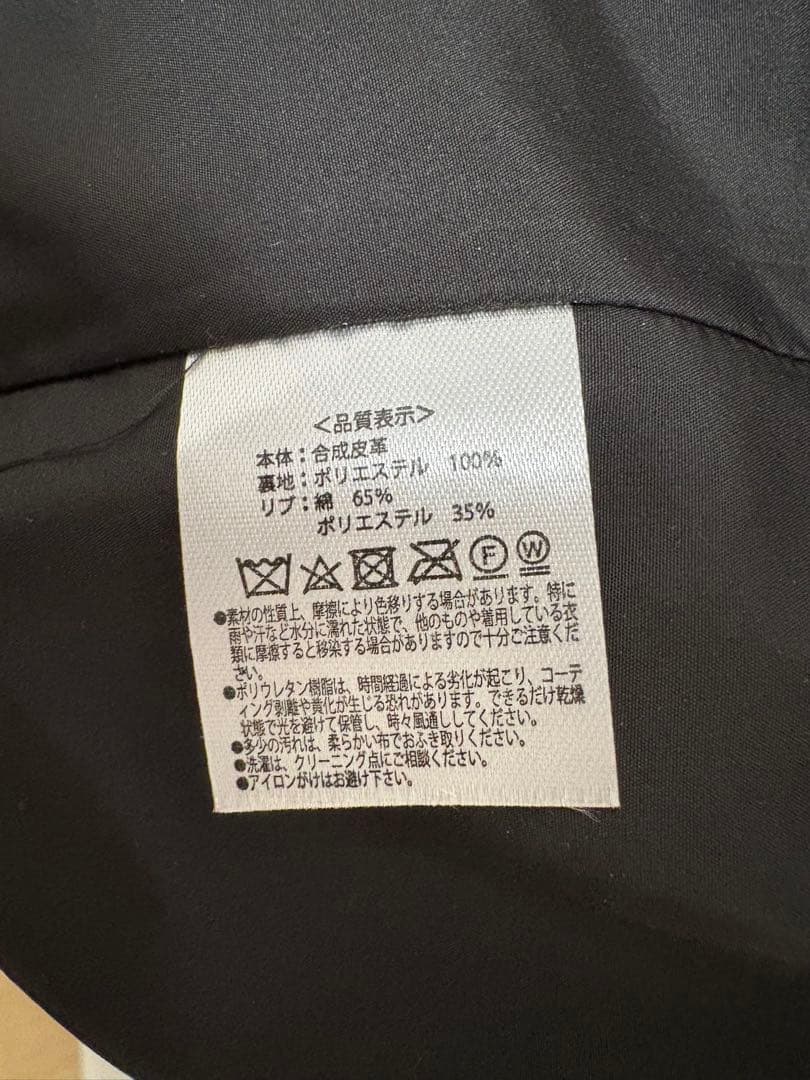 <品質表示>
本体：合成皮革
裏地：ポリエステル 100%
リブ：綿 65%
ポリエステル 35%
F W
●素材の性質上、摩擦により色移りする場合があります。特に
雨や汗など水分に濡れた状態で、他のものや着用している衣
類に摩擦すると移染する場合がありますので十分ご注意くだ
さい。
●ポリウレタン樹脂は、時間経過による劣化が起こり、コーテ
ィング剥離や黄化が生じる恐れがあります。できるだけ乾燥
状態で光を避けて保管し、時々風通ししてください。
●多少の汚れは、柔らかい布でおふき取りください。
●洗濯は、クリーニング点にご相談ください。
●アイロンがけはお避け下さい。